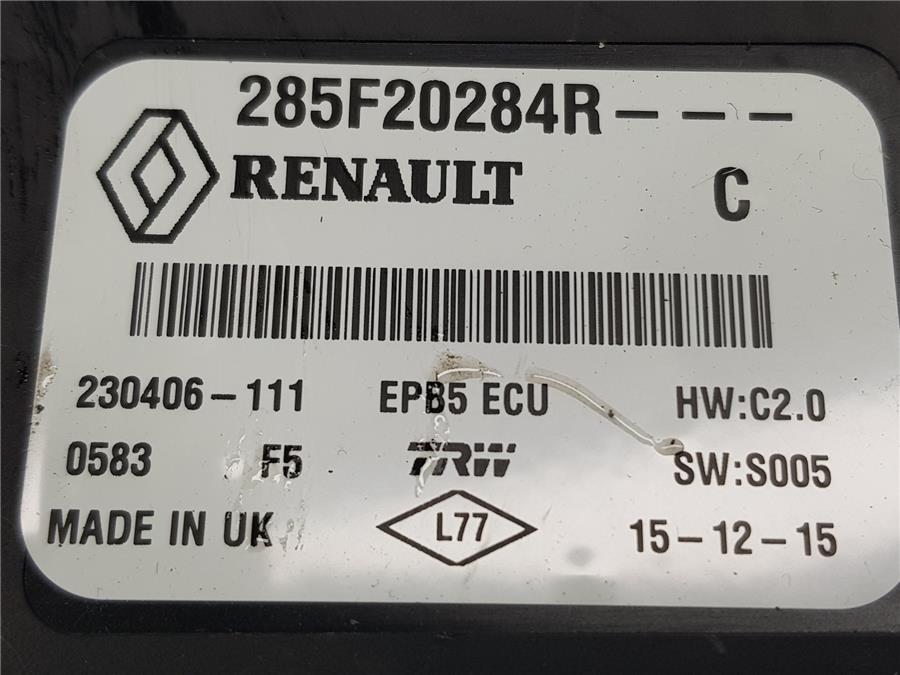 285F20284R---
RENAULT C
230406-111 EPB5 ECU HW:C2.0
0583 F5 TRW SW:S005
MADE IN UK L77 15-12-15